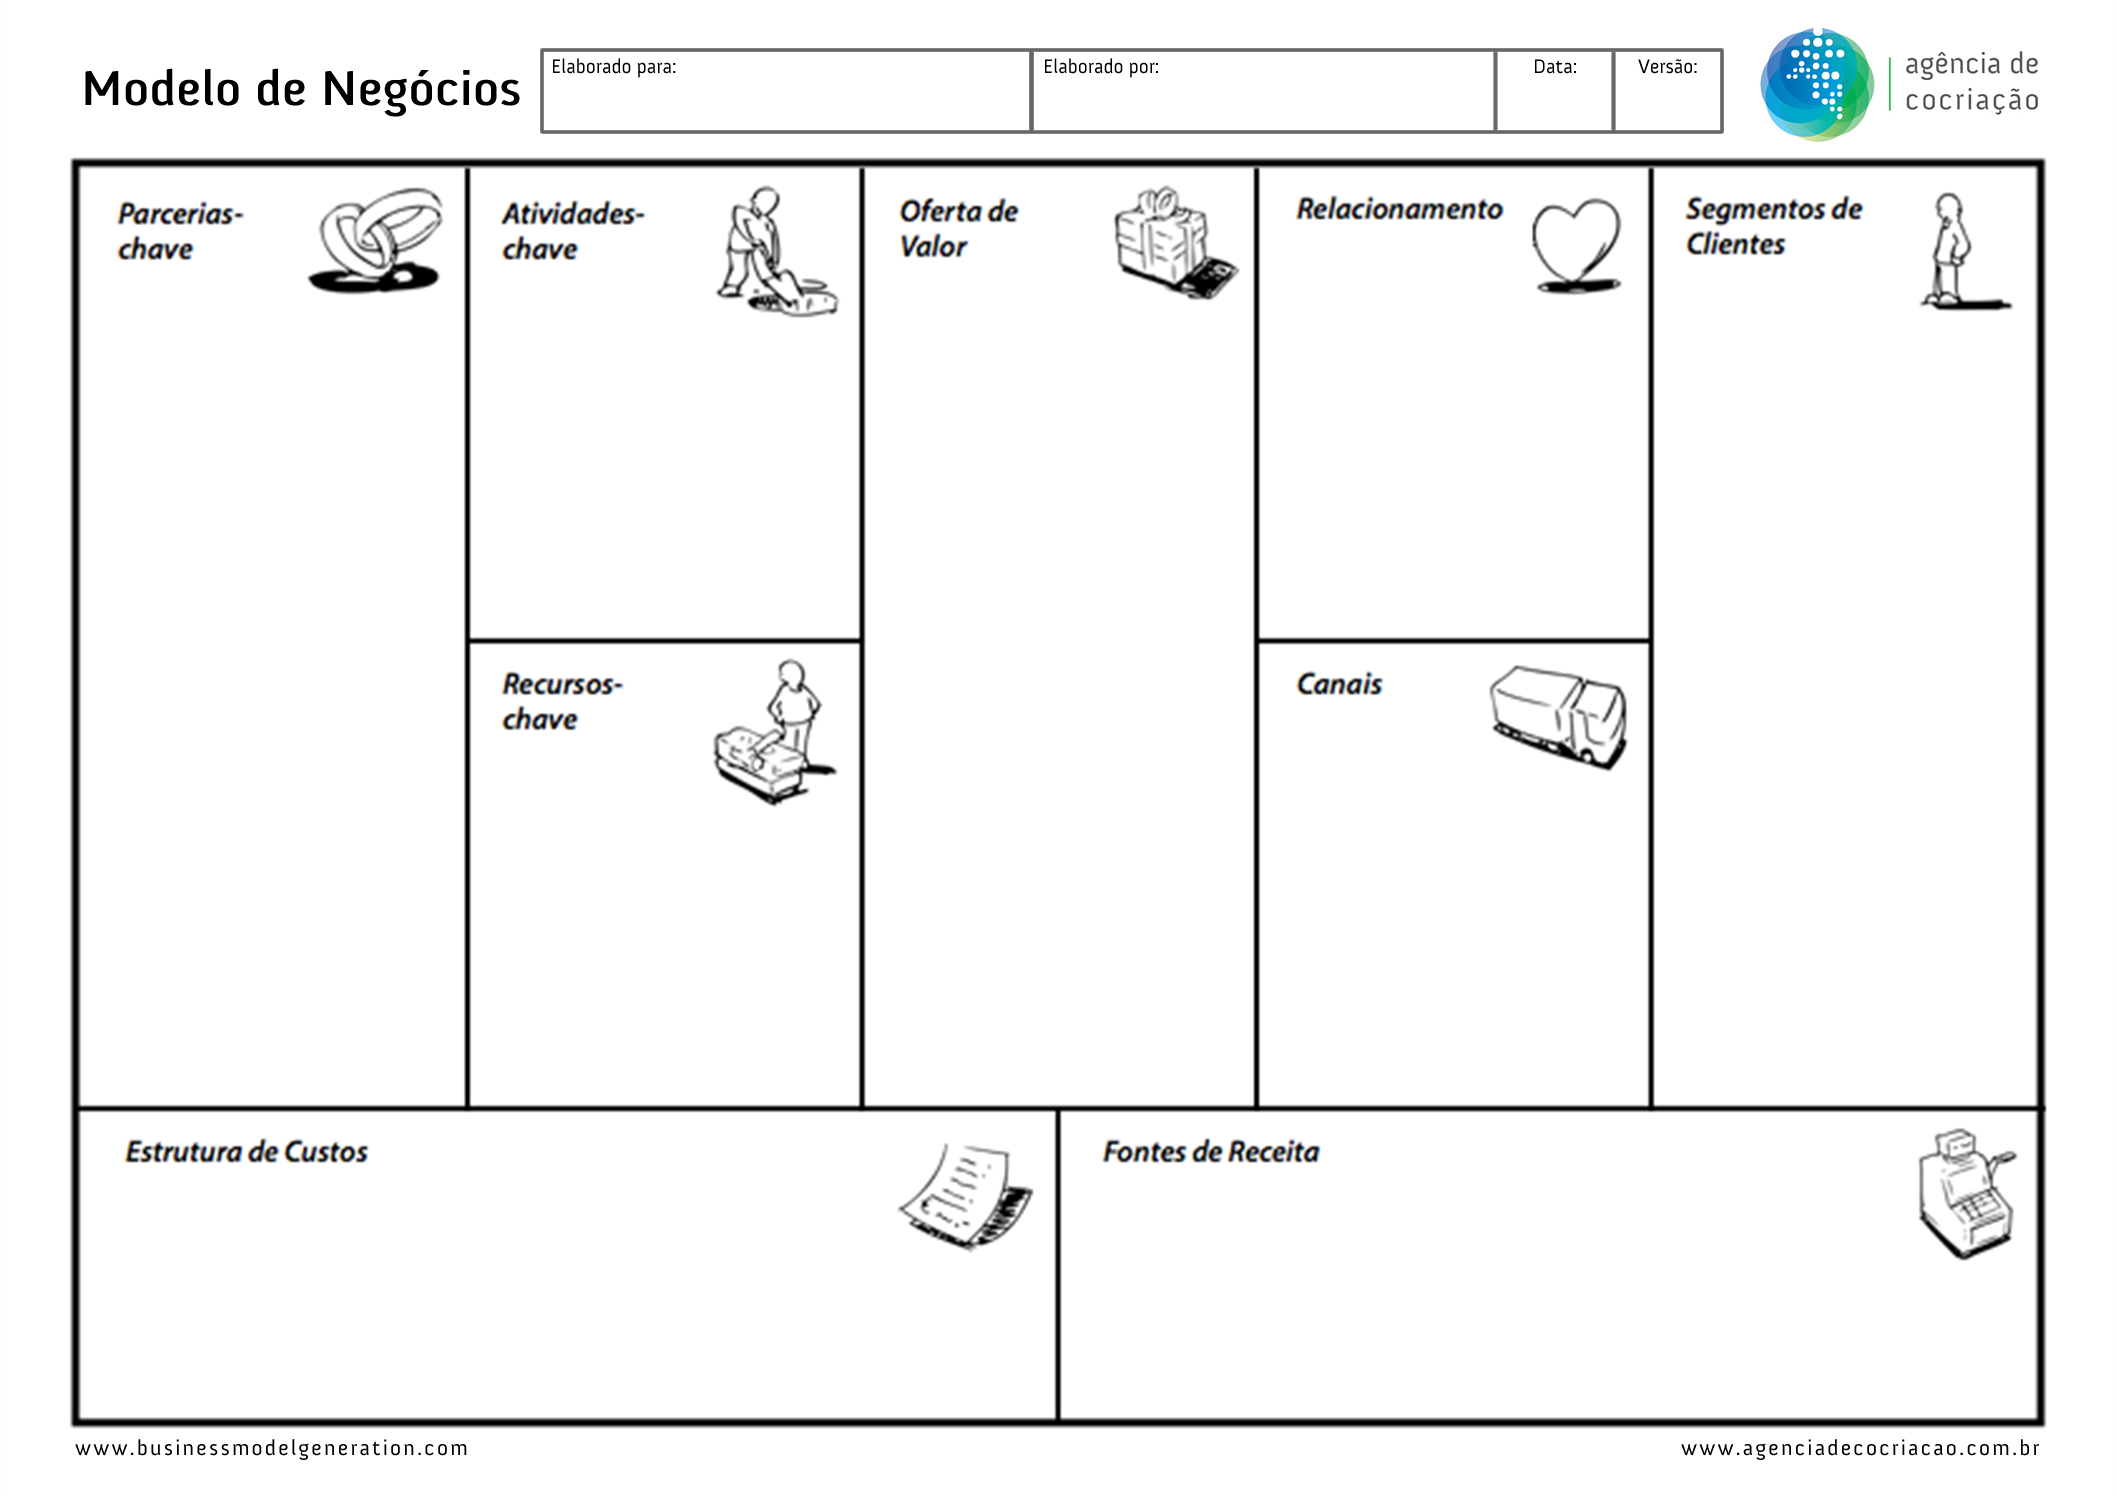 Modelo de Negócios
Elaborado para:
Elaborado por:
Data:
Versão:
agência de
cocriação
Parcerias-
chave
Atividades-
chave
Oferta de
Valor
Relacionamento
Segmentos de
Clientes
Recursos-
chave
Canais
Estrutura de Custos
Fontes de Receita
www.businessmodelgeneration.com
www.agenciadecocriacao.com.br